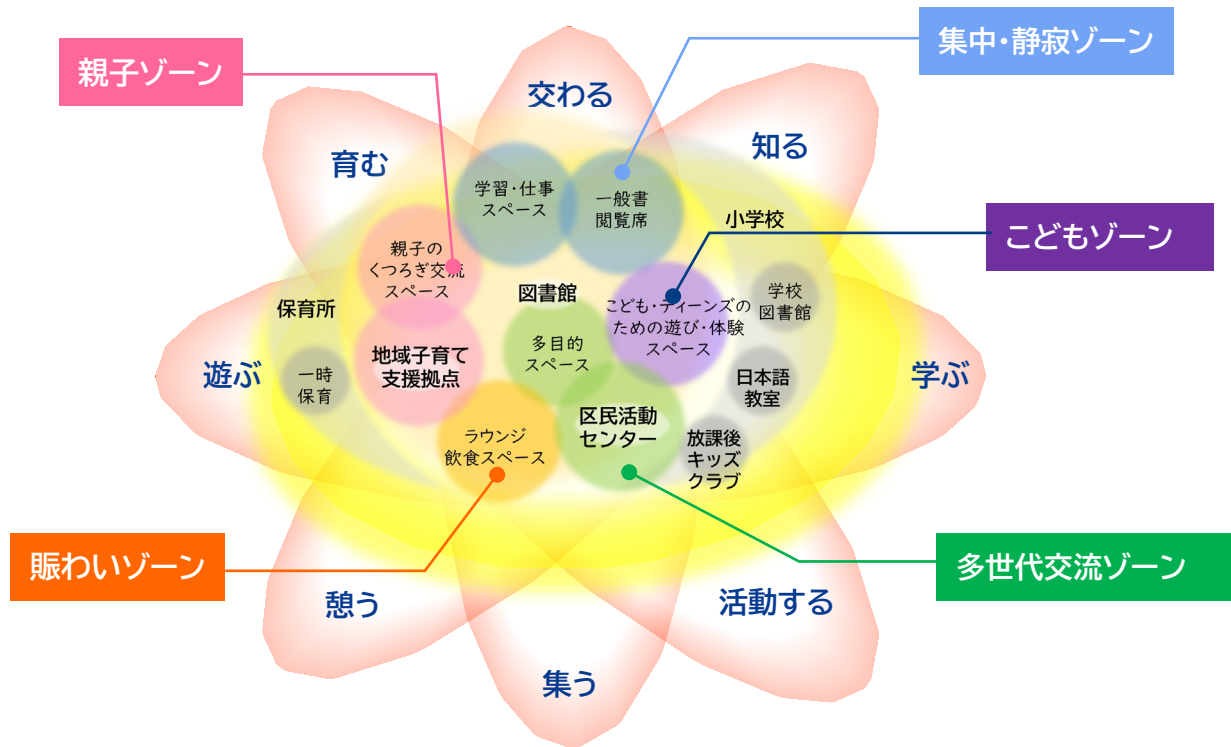 集中・静寂ゾーン
親子ゾーン
交わる
知る
育む
学習・仕事
スペース
一般書
閲覧席
小学校
こどもゾーン
親子の
くつろぎ交流
スペース
図書館
学校
図書館
保育所
こども・ティーンズの
ための遊び・体験
スペース
多目的
スペース
地域子育て
支援拠点
遊ぶ
一時
保育
日本語
教室
学ぶ
区民活動
センター
ラウンジ
飲食スペース
放課後
キッズ
クラブ
賑わいゾーン
多世代交流ゾーン
憩う
活動する
集う